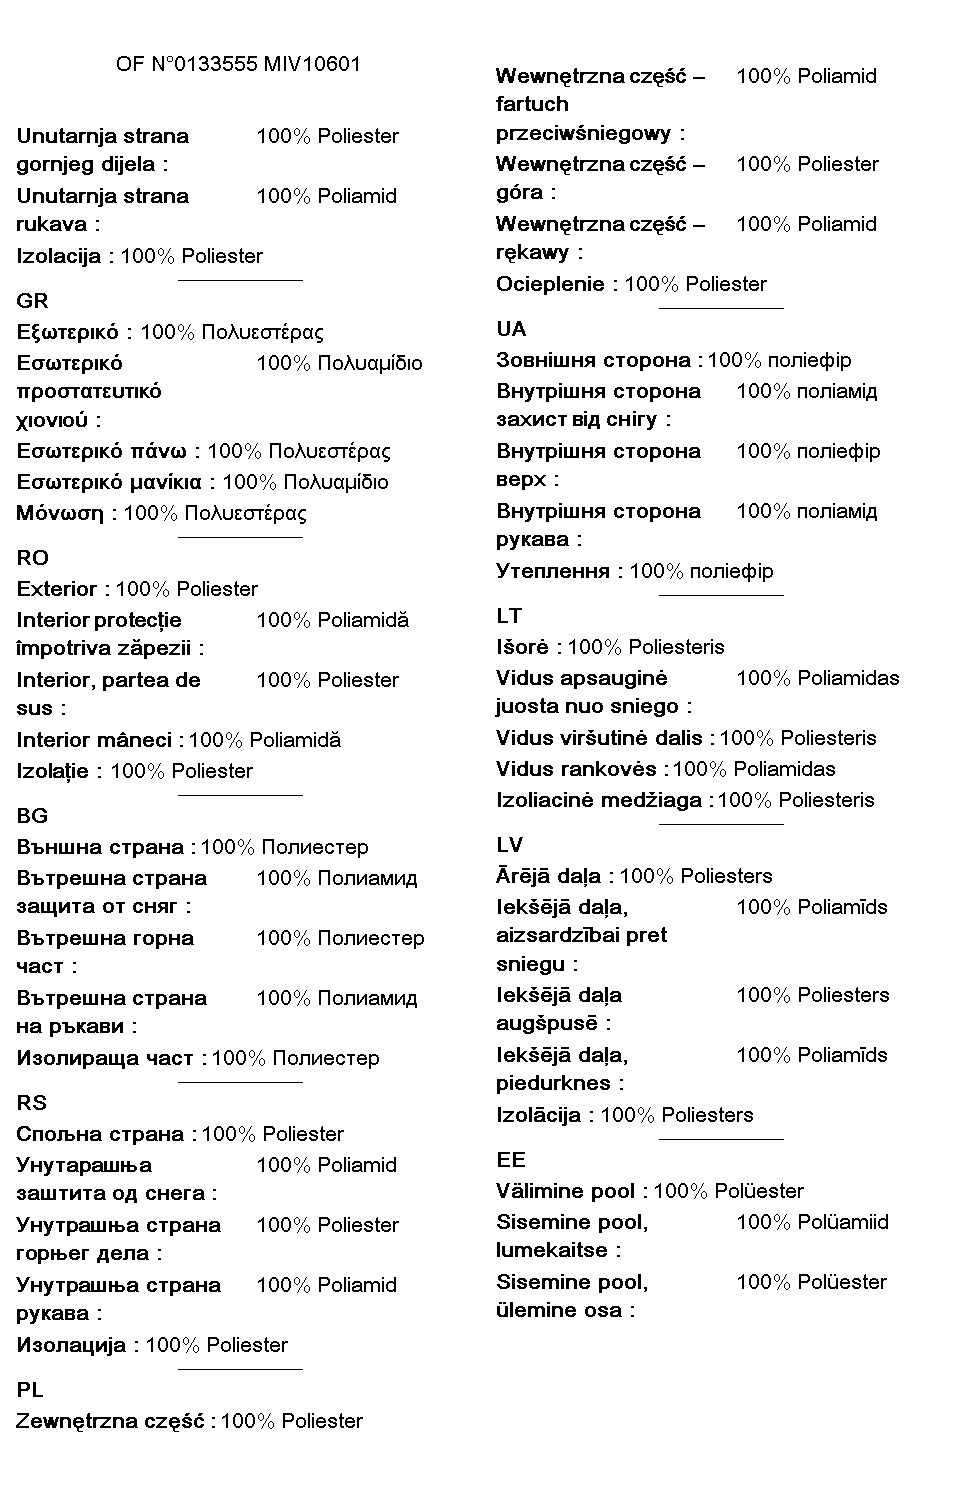 OF N°0133555 MIV10601
Unutarnja strana 100% Poliester
gornjeg dijela :
Unutarnja strana 100% Poliamid
rukava :
Izolacija : 100% Poliester
GR
Εξωτερικό : 100% Πολυεστέρας
Εσωτερικό 100% Πολυαμίδιο
προστατευτικό
χιονιού :
Εσωτερικό πάνω : 100% Πολυεστέρας
Εσωτερικό μανίκια : 100% Πολυαμίδιο
Μόνωση : 100% Πολυεστέρας
RO
Exterior : 100% Poliester
Interior protecție 100% Poliamidă
împotriva zăpezii :
Interior, partea de 100% Poliester
sus :
Interior mâneci : 100% Poliamidă
Izolație : 100% Poliester
BG
Външна страна : 100% Полиестер
Вътрешна страна 100% Полиамид
защита от сняг :
Вътрешна горна 100% Полиестер
част :
Вътрешна страна 100% Полиамид
на ръкави :
Изолираща част : 100% Полиестер
RS
Спољна страна : 100% Poliester
Унутарашња 100% Poliamid
заштита од снега :
Унутрашња страна 100% Poliester
горњег дела :
Унутрашња страна 100% Poliamid
рукава :
Изолација : 100% Poliester
PL
Zewnętrzna część : 100% Poliester
Wewnętrzna część – 100% Poliamid
fartuch
przeciwśniegowy :
Wewnętrzna część – 100% Poliester
góra :
Wewnętrzna część – 100% Poliamid
rękawy :
Ocieplenie : 100% Poliester
UA
Зовнішня сторона : 100% поліефір
Внутрішня сторона 100% поліамід
захист від снігу :
Внутрішня сторона 100% поліефір
верх :
Внутрішня сторона 100% поліамід
рукава :
Утеплення : 100% поліефір
LT
Išorė : 100% Poliesteris
Vidus apsauginė 100% Poliamidas
juosta nuo sniego :
Vidus viršutinė dalis : 100% Poliesteris
Vidus rankovės : 100% Poliamidas
Izoliacinė medžiaga : 100% Poliesteris
LV
Ārējā daļa : 100% Poliesters
Iekšējā daļa, 100% Poliamīds
aizsardzībai pret
sniegu :
Iekšējā daļa 100% Poliesters
augšpusē :
Iekšējā daļa, 100% Poliamīds
piedurknes :
Izolācija : 100% Poliesters
EE
Välimine pool : 100% Polüester
Sisemine pool, 100% Polüamiid
lumekaitse :
Sisemine pool, 100% Polüester
ülemine osa :